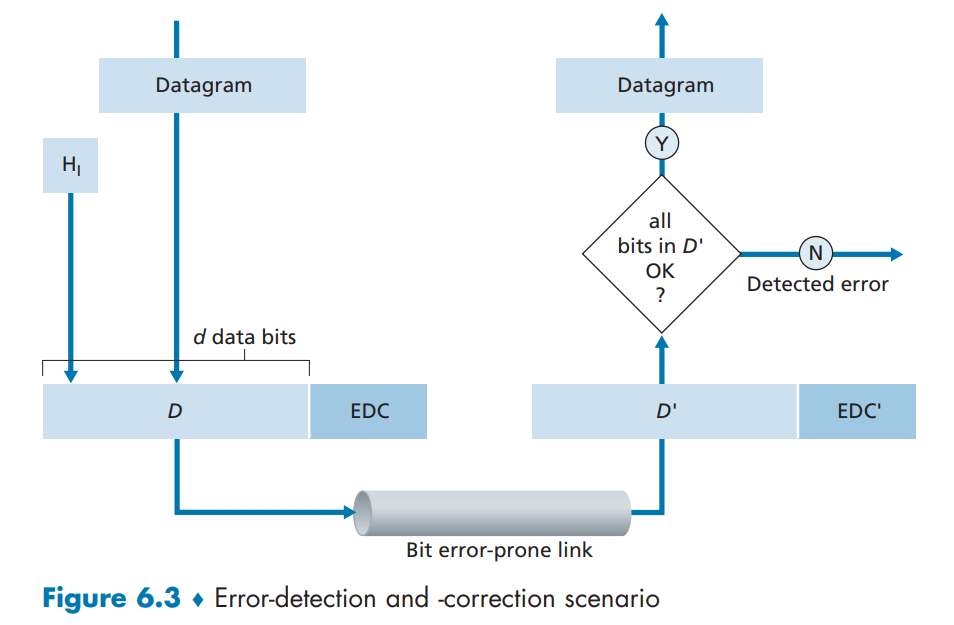 Datagram
H_I
d data bits
D
EDC
Datagram
Y
all
bits in D'
OK
?
N
Detected error
D'
EDC'
Bit error-prone link
Figure 6.3 ♦ Error-detection and -correction scenario